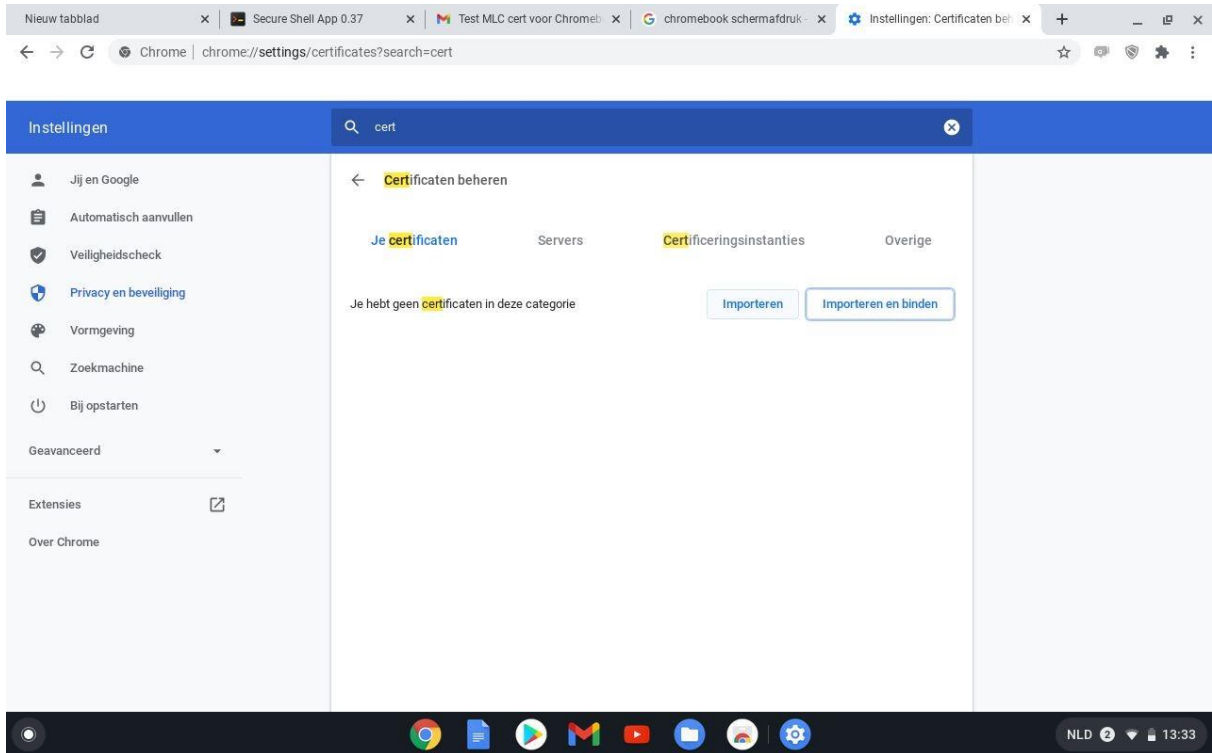 Nieuw tabblad
Secure Shell App 0.37
Test MLC cert voor Chromeb
chromebook schermafdruk -
Instellingen: Certificaten beh
Chrome | chrome://settings/certificates?search=cert
Instellingen
cert
Jij en Google
Automatisch aanvullen
Veiligheidscheck
Privacy en beveiliging
Vormgeving
Zoekmachine
Bij opstarten
Geavanceerd
Extensies
Over Chrome
Certificaten beheren
Je certificaten
Servers
Certificeringsinstanties
Overige
Je hebt geen certificaten in deze categorie
Importeren
Importeren en binden
NLD 2 13:33